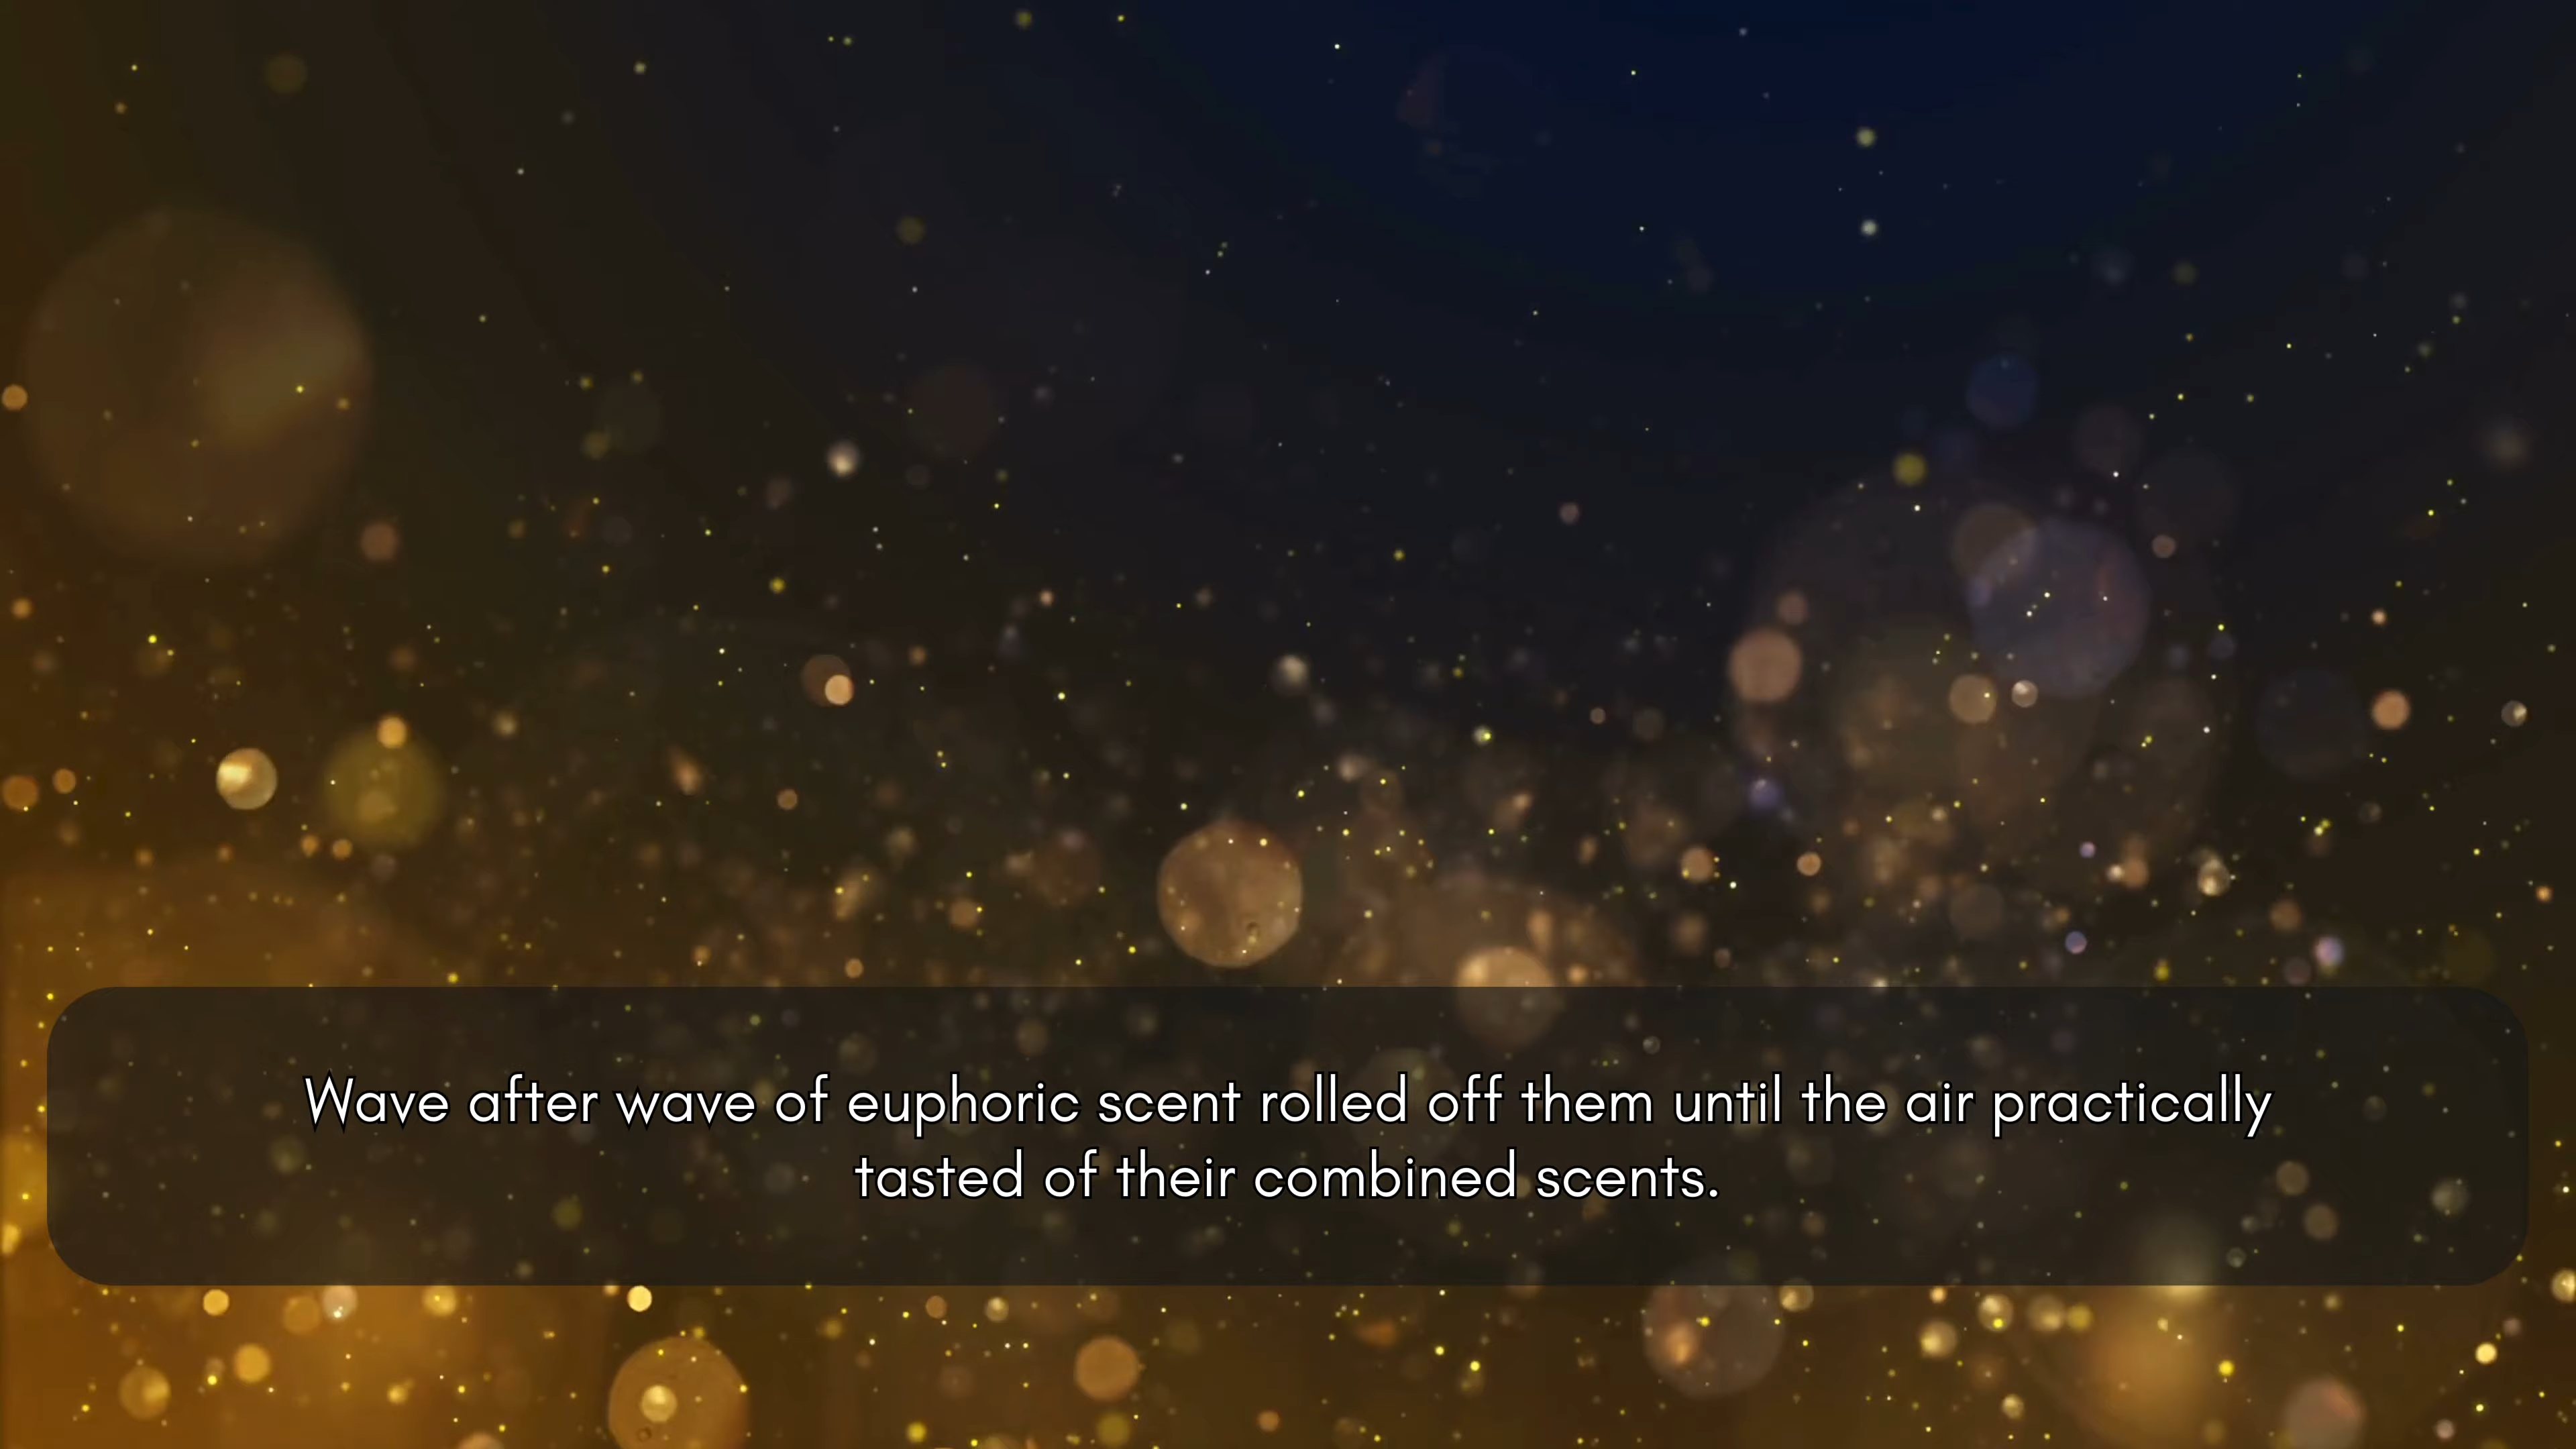 Wave after wave of euphoric scent rolled off them until the air practically
tasted of their combined scents.